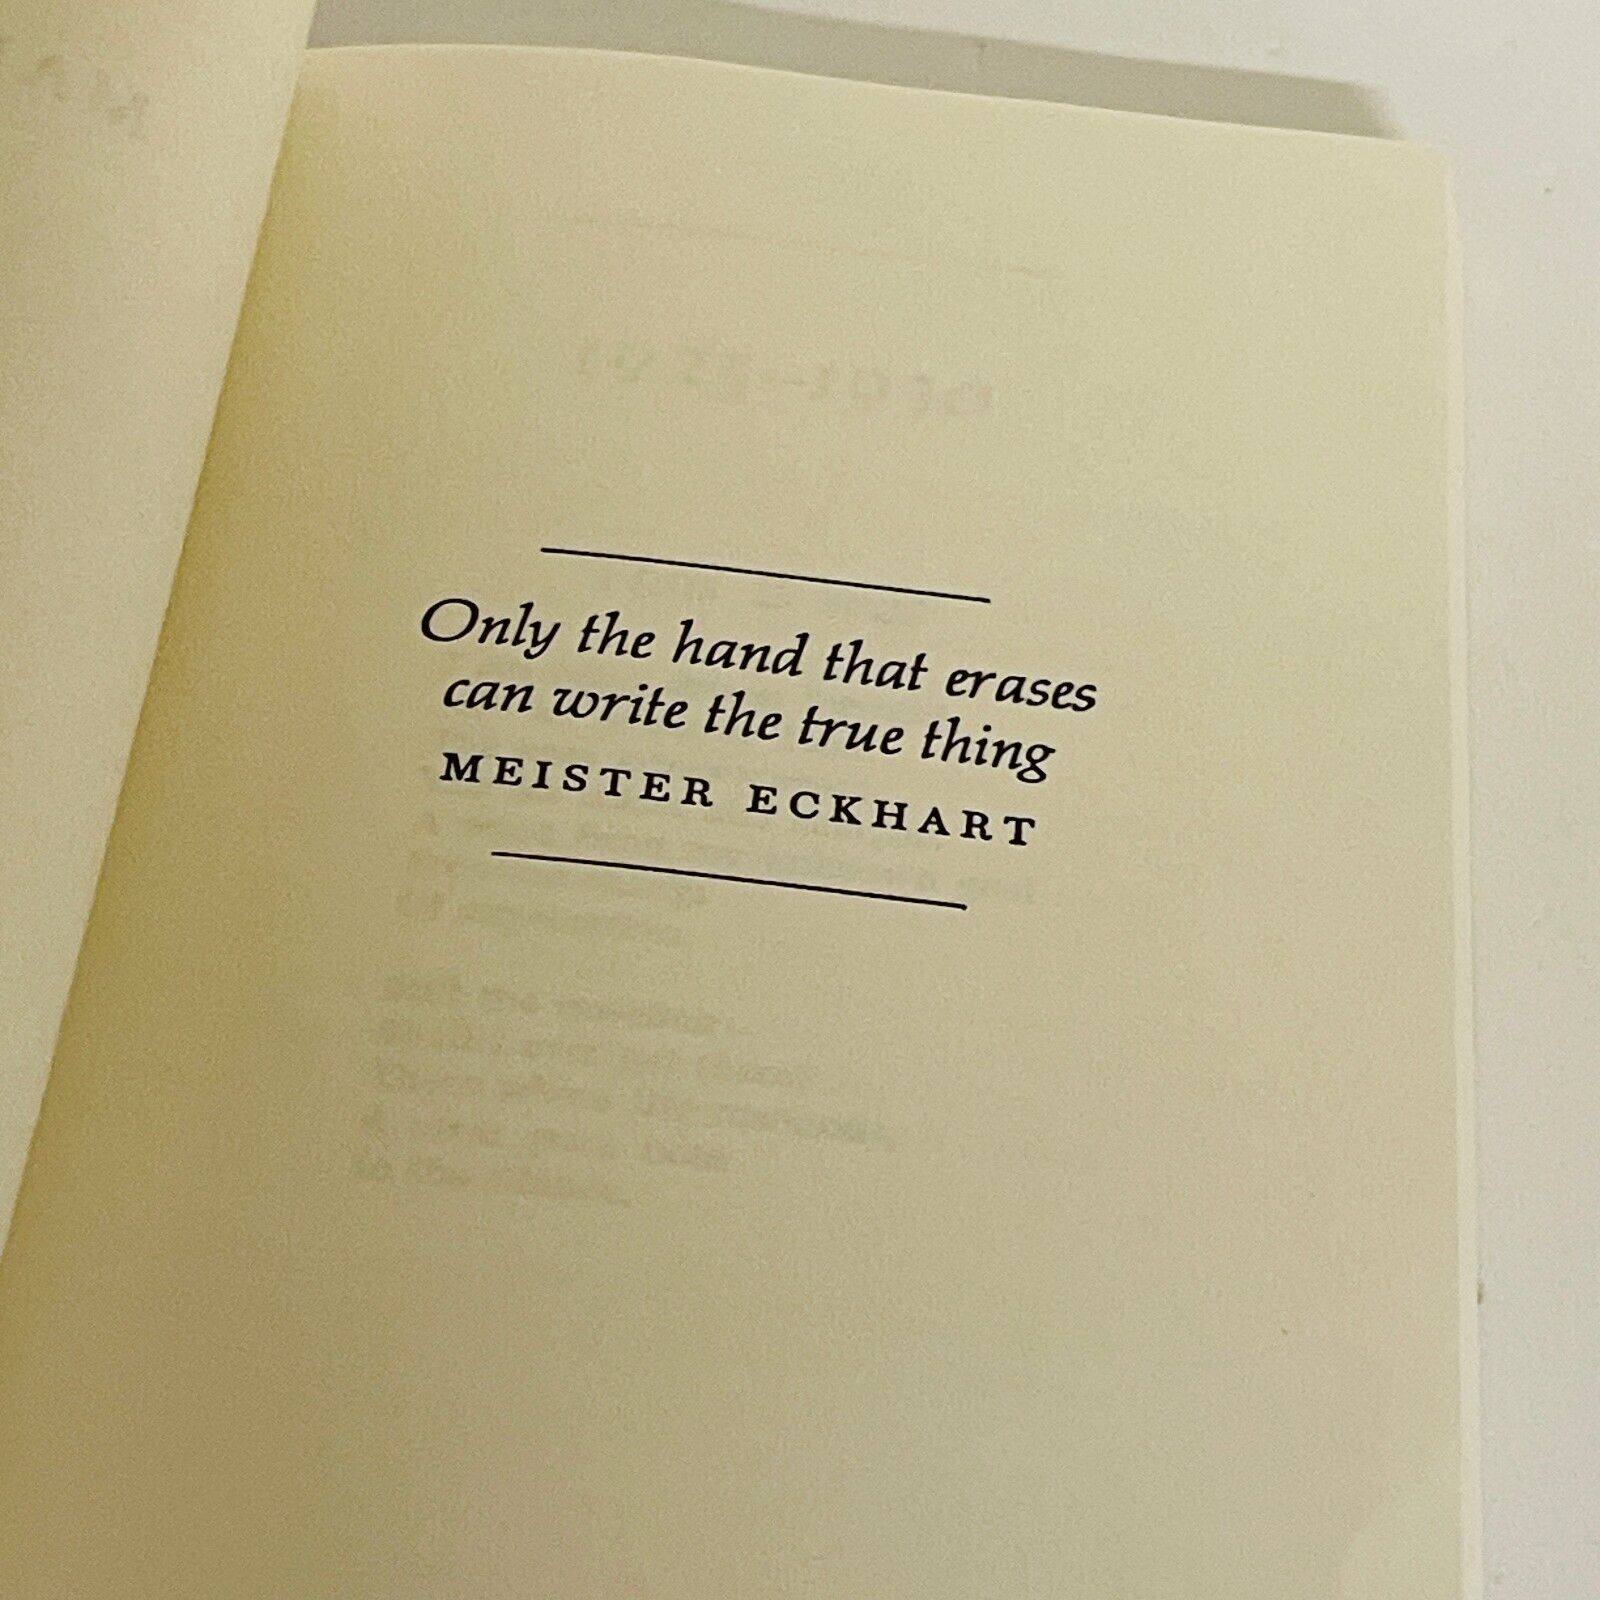 Only the hand that erases
can write the true thing
MEISTER ECKHART